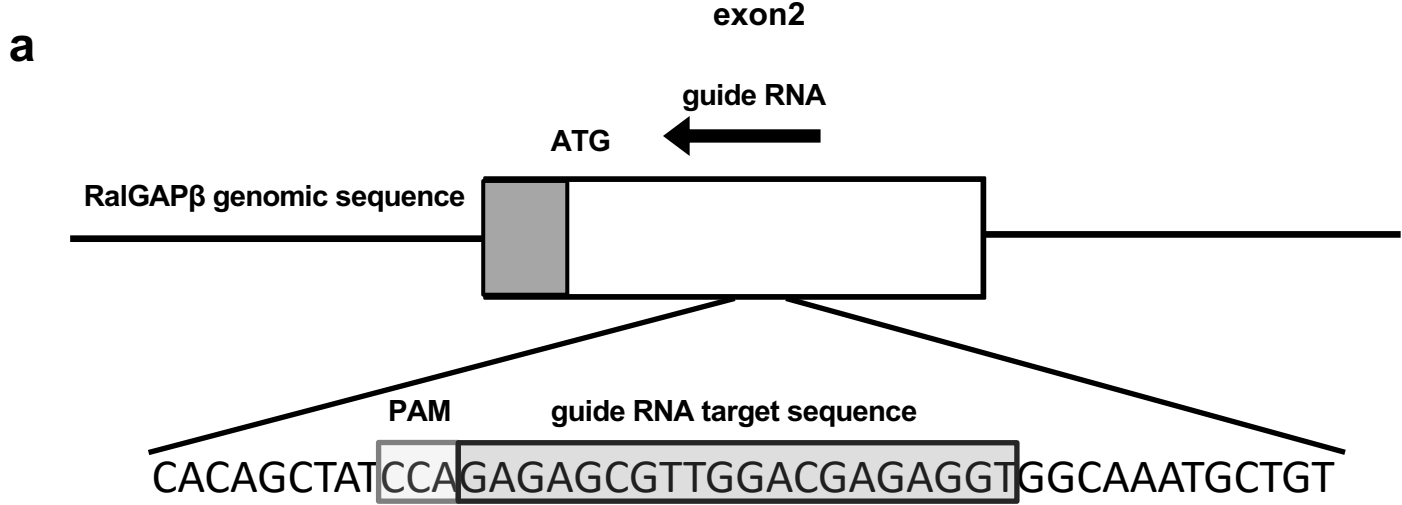 exon2
a
guide RNA
ATG
RalGAPβ genomic sequence
PAM guide RNA target sequence
CACAGCTATCCAGAGAGCGTTGGACGAGAGGTGGCAAATGCTGT